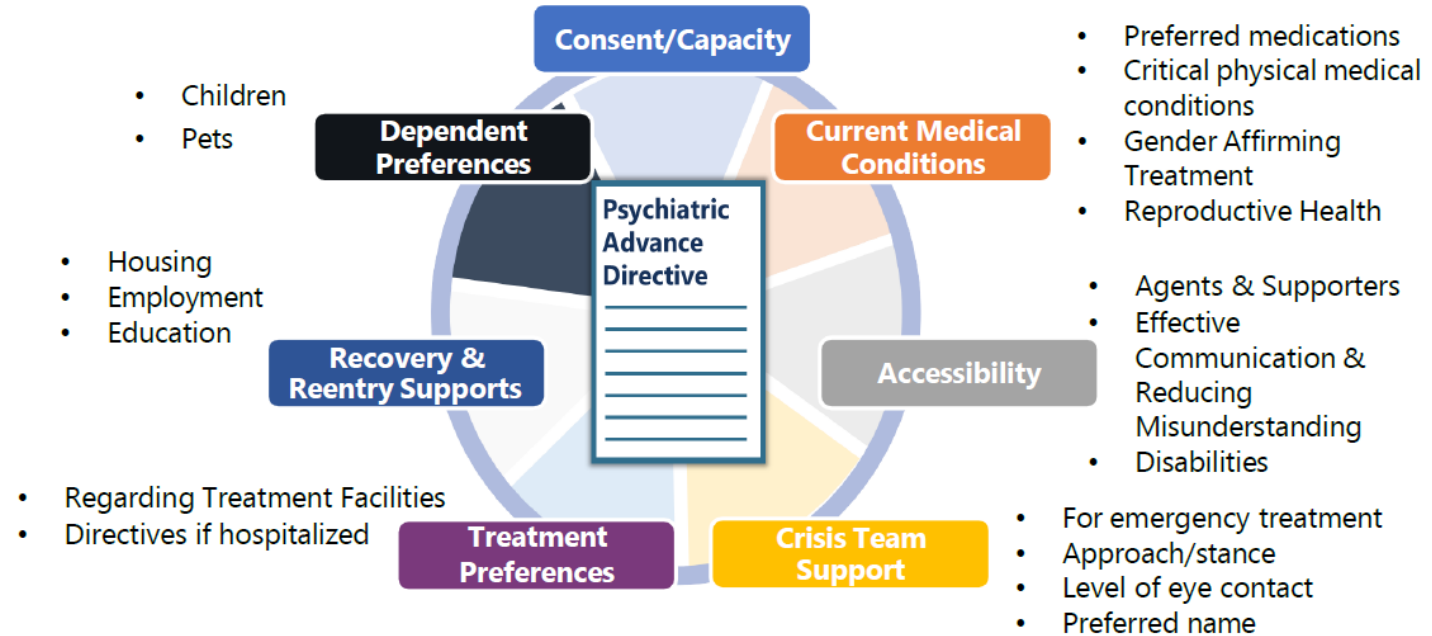 Consent/Capacity
• Children
• Pets
Dependent
Preferences
Current Medical
Conditions
• Preferred medications
• Critical physical medical
conditions
• Gender Affirming
Treatment
• Reproductive Health
Psychiatric
Advance
Directive
• Housing
• Employment
• Education
Recovery &
Reentry Supports
Accessibility
• Agents & Supporters
• Effective
Communication &
Reducing
Misunderstanding
• Disabilities
• Regarding Treatment Facilities
• Directives if hospitalized
Treatment
Preferences
Crisis Team
Support
• For emergency treatment
• Approach/stance
• Level of eye contact
• Preferred name